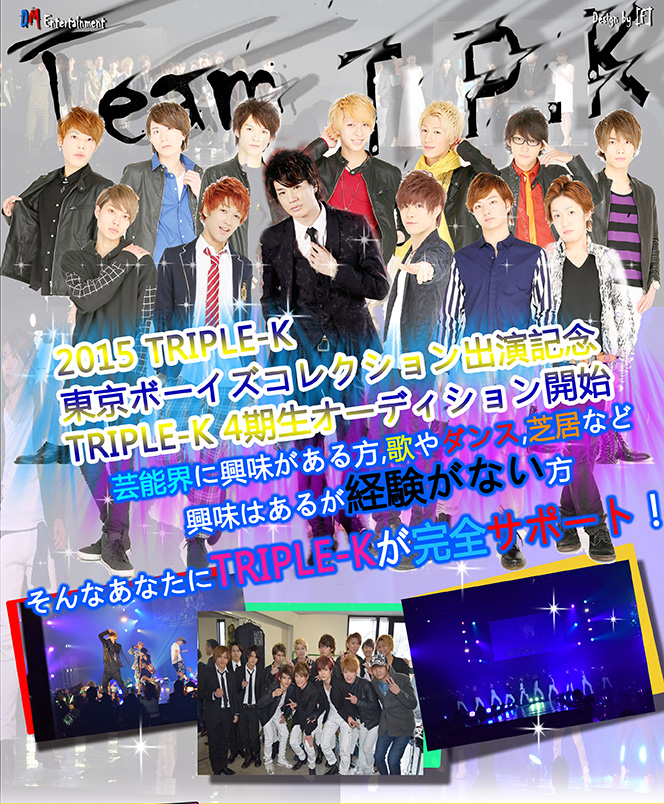 DM Entertainment
Design by [F]
Team T.P.K
2015 TRIPLE-K
東京ボーイズコレクション出演記念
TRIPLE-K 4期生オーディション開始
芸能界に興味がある方,歌やダンス,芝居など
興味はあるが経験がない方
そんなあなたにTRIPLE-Kが完全サポート！